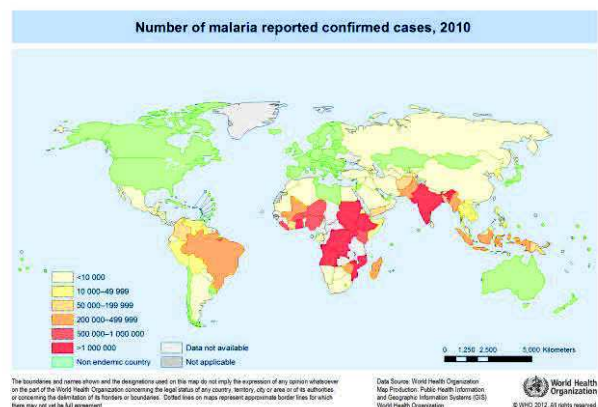 Number of malaria reported confirmed cases, 2010
<10 000
10 000–49 999
50 000–199 999
200 000–499 999
500 000–1 000 000
>1 000 000
Non endemic country
Data not available
Not applicable
0 1,250 2,500 5,000 Kilometers
The boundaries and names shown and the designations used on this map do not imply the expression of any opinion whatsoever
on the part of the World Health Organization concerning the legal status of any country, territory, city or area or of its authorities
or concerning the delimitation of its frontiers or boundaries. Dotted lines on maps represent approximate border lines for which
there may not yet be full agreement.
Data Source: World Health Organization
Map Production: Public Health Information
and Geographic Information Systems (GIS)
World Health Organization
World Health
Organization
© WHO 2012. All rights reserved.